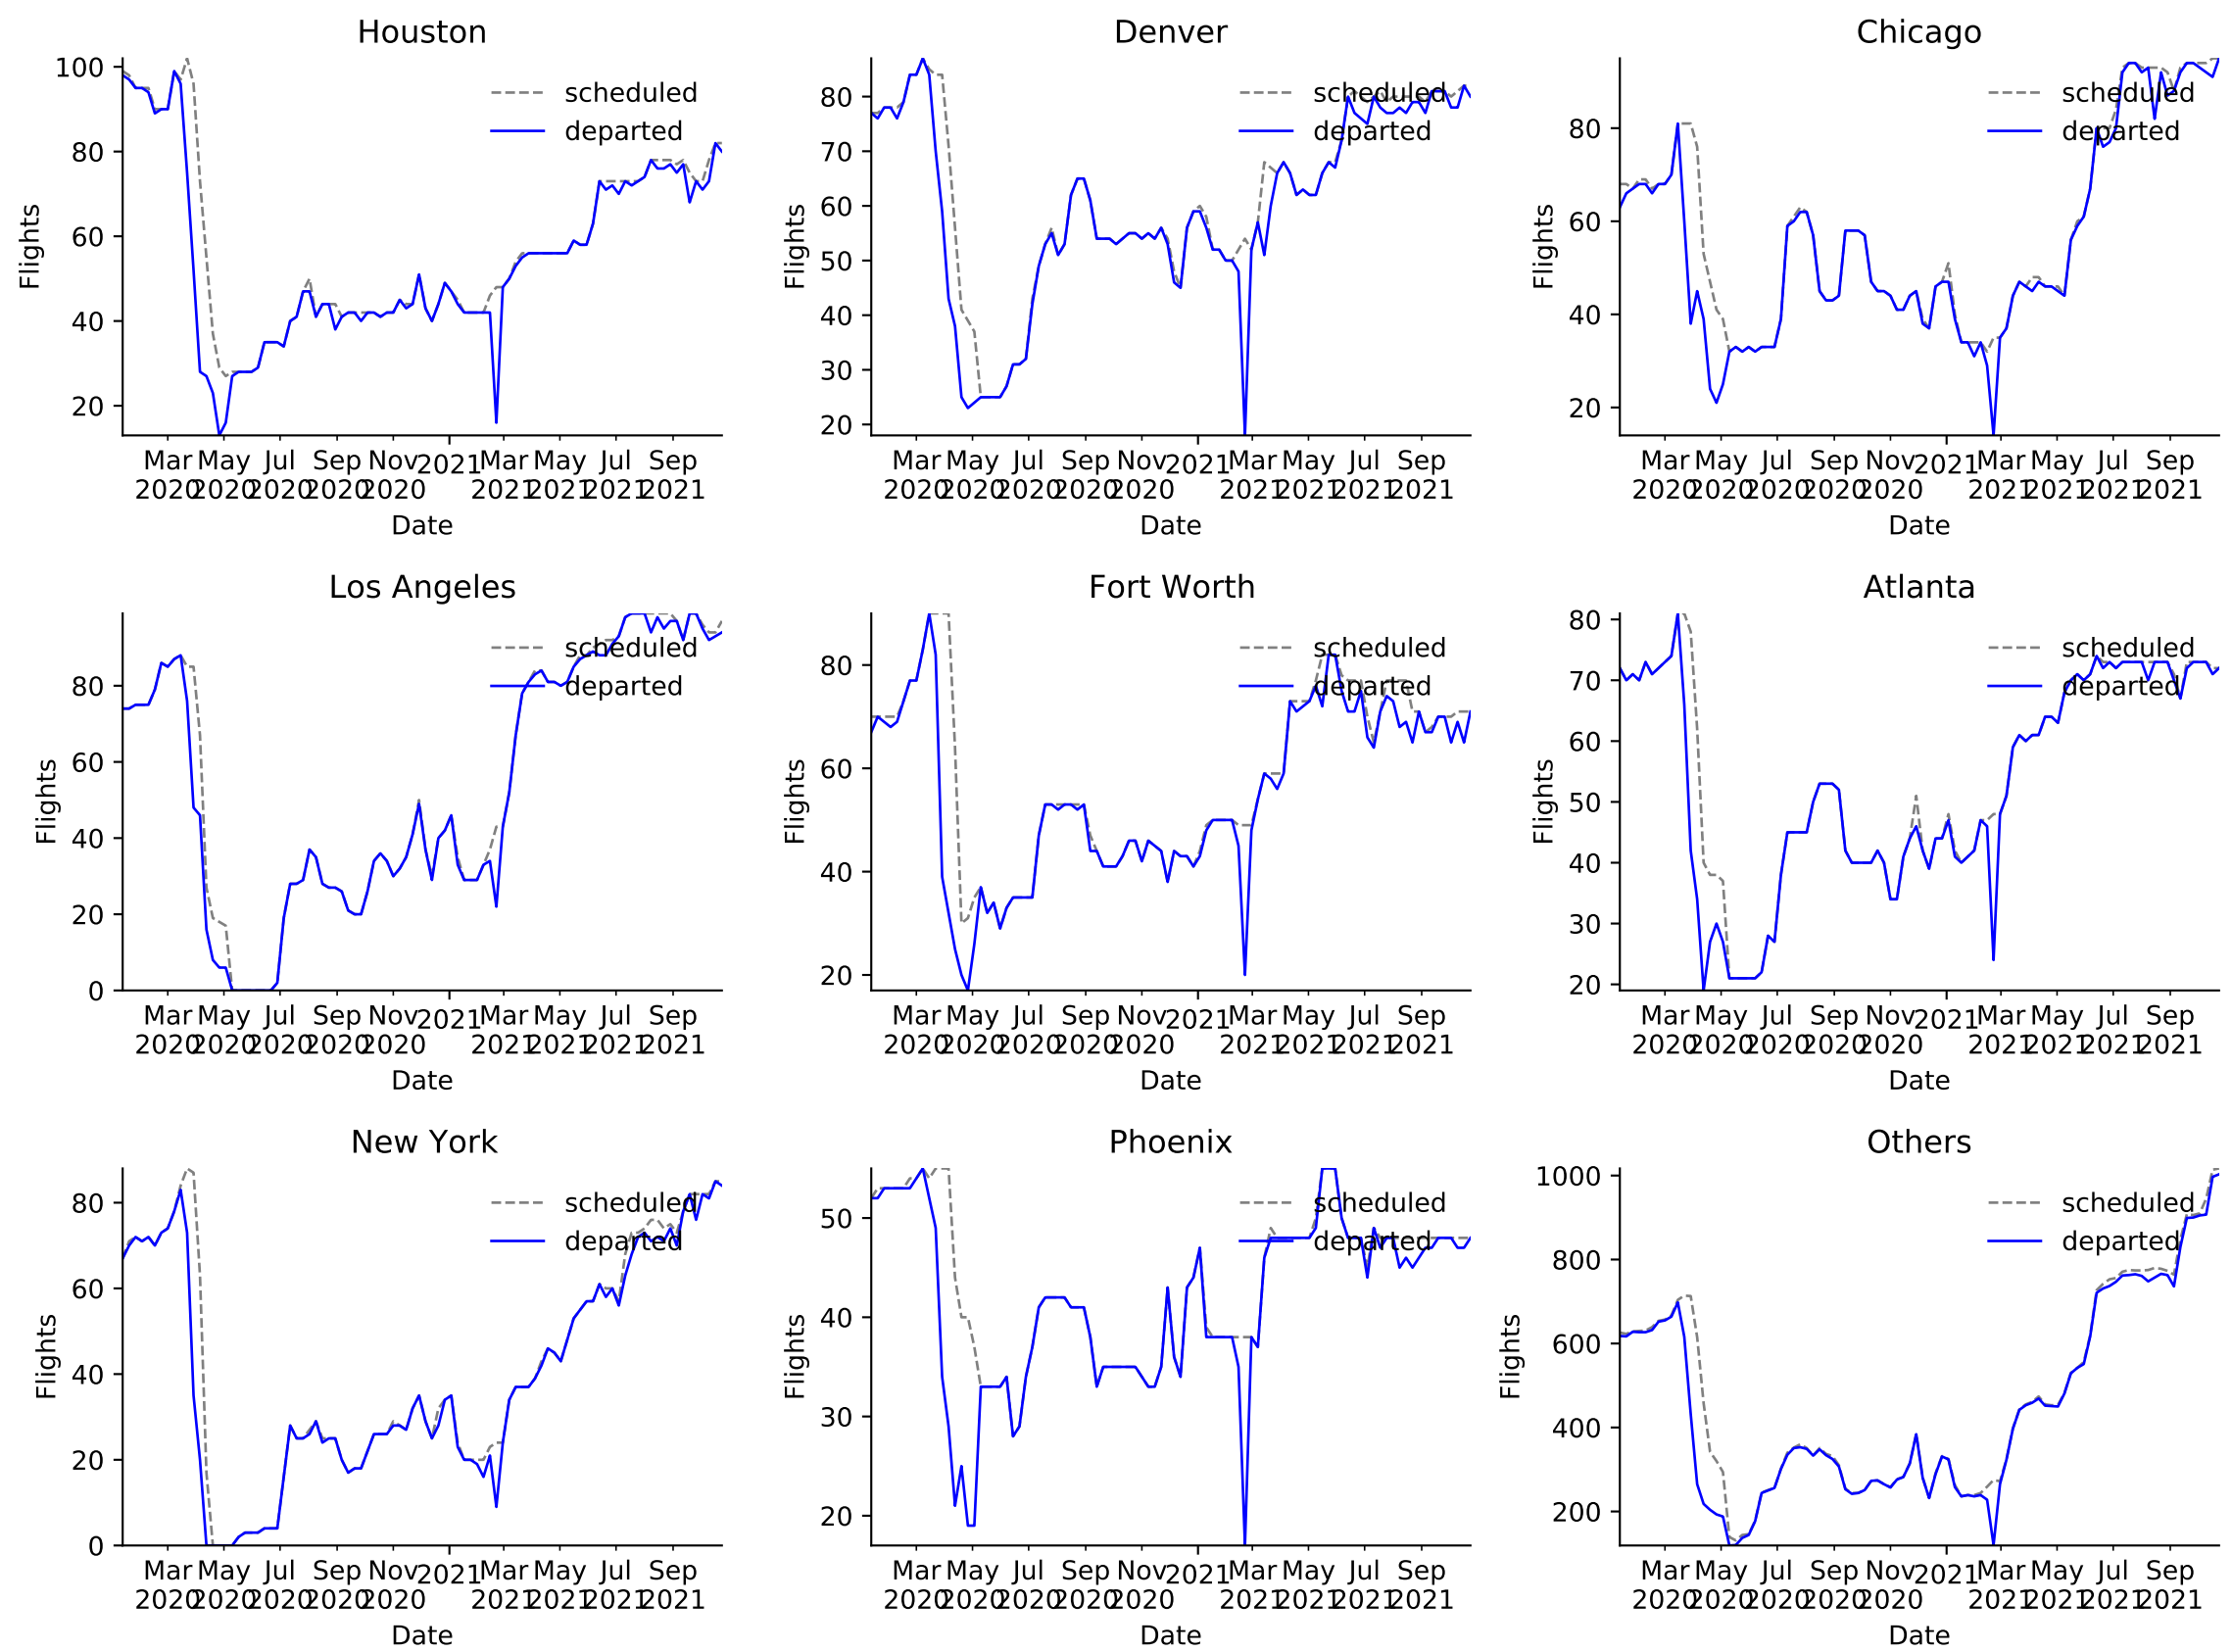 Houston
100
80
60
40
20
Flights
scheduled
departed
Mar May Jul Sep Nov 2021 Mar May Jul Sep
2020 2020 2020 2020 2020 2021 2021 2021 2021
Date
Denver
80
70
60
50
40
30
20
Flights
scheduled
departed
Mar May Jul Sep Nov 2021 Mar May Jul Sep
2020 2020 2020 2020 2020 2021 2021 2021 2021
Date
Chicago
80
60
40
20
Flights
scheduled
departed
Mar May Jul Sep Nov 2021 Mar May Jul Sep
2020 2020 2020 2020 2020 2021 2021 2021 2021
Date
Los Angeles
80
60
40
20
0
Flights
scheduled
departed
Mar May Jul Sep Nov 2021 Mar May Jul Sep
2020 2020 2020 2020 2020 2021 2021 2021 2021
Date
Fort Worth
80
60
40
20
Flights
scheduled
departed
Mar May Jul Sep Nov 2021 Mar May Jul Sep
2020 2020 2020 2020 2020 2021 2021 2021 2021
Date
Atlanta
80
70
60
50
40
30
20
Flights
scheduled
departed
Mar May Jul Sep Nov 2021 Mar May Jul Sep
2020 2020 2020 2020 2020 2021 2021 2021 2021
Date
New York
80
60
40
20
0
Flights
scheduled
departed
Mar May Jul Sep Nov 2021 Mar May Jul Sep
2020 2020 2020 2020 2020 2021 2021 2021 2021
Date
Phoenix
50
40
30
20
Flights
scheduled
departed
Mar May Jul Sep Nov 2021 Mar May Jul Sep
2020 2020 2020 2020 2020 2021 2021 2021 2021
Date
Others
1000
800
600
400
200
Flights
scheduled
departed
Mar May Jul Sep Nov 2021 Mar May Jul Sep
2020 2020 2020 2020 2020 2021 2021 2021 2021
Date